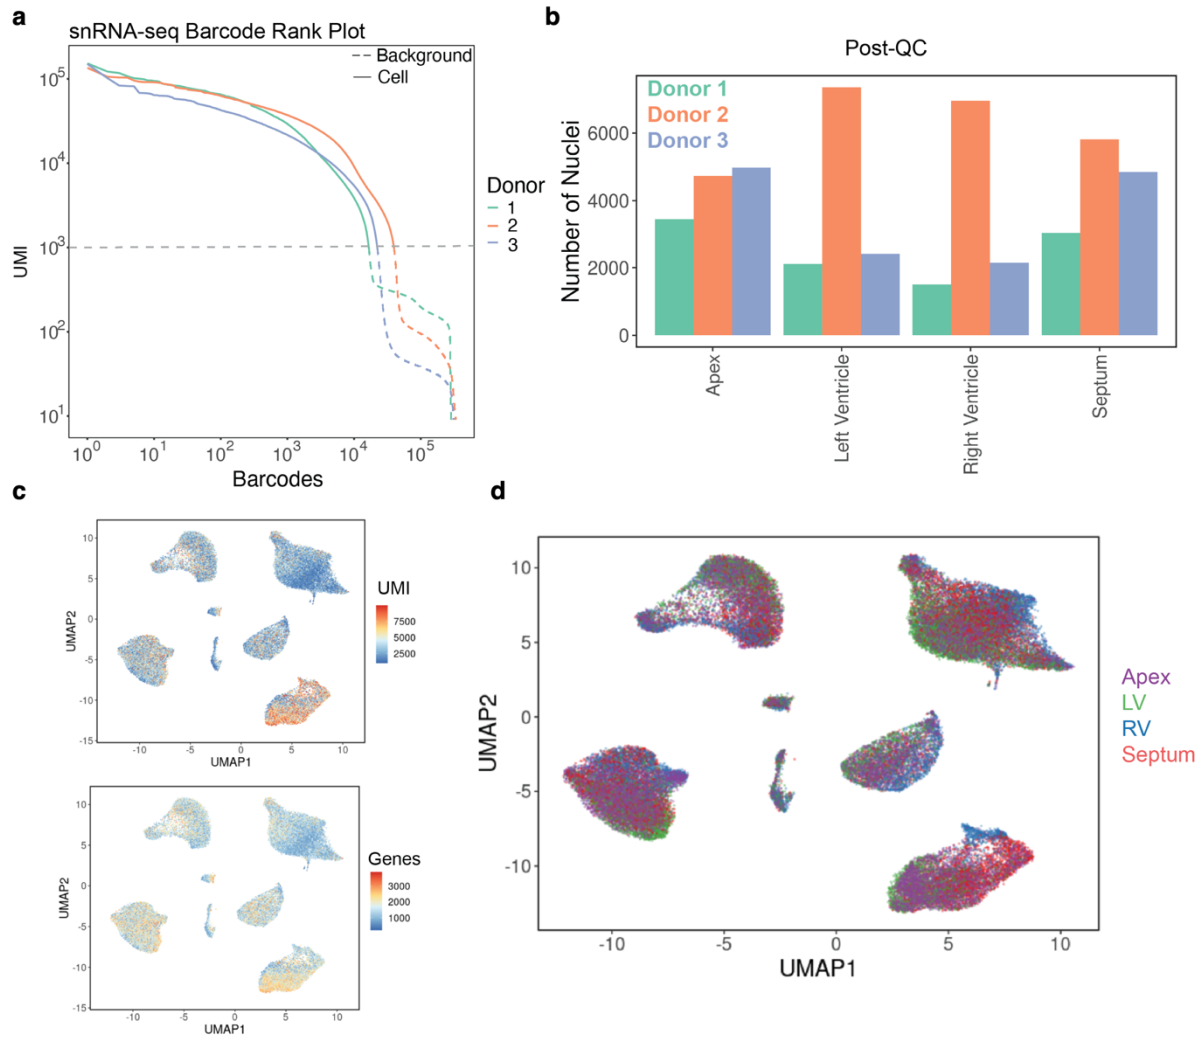 a
snRNA-seq Barcode Rank Plot
Background
Cell
10^5
10^4
10^3
10^2
10^1
UMI
10^0 10^1 10^2 10^3 10^4 10^5
Barcodes
Donor
1
2
3
b
Post-QC
Donor 1
Donor 2
Donor 3
Number of Nuclei
6000
4000
2000
0
Apex
Left Ventricle
Right Ventricle
Septum
c
10
5
0
-5
-10
-15
UMAP2
-10 -5 0 5 10
UMAP1
UMI
7500
5000
2500
10
5
0
-5
-10
-15
UMAP2
-10 -5 0 5 10
UMAP1
Genes
3000
2000
1000
d
10
5
0
-5
-10
UMAP2
-10 -5 0 5 10
UMAP1
Apex
LV
RV
Septum